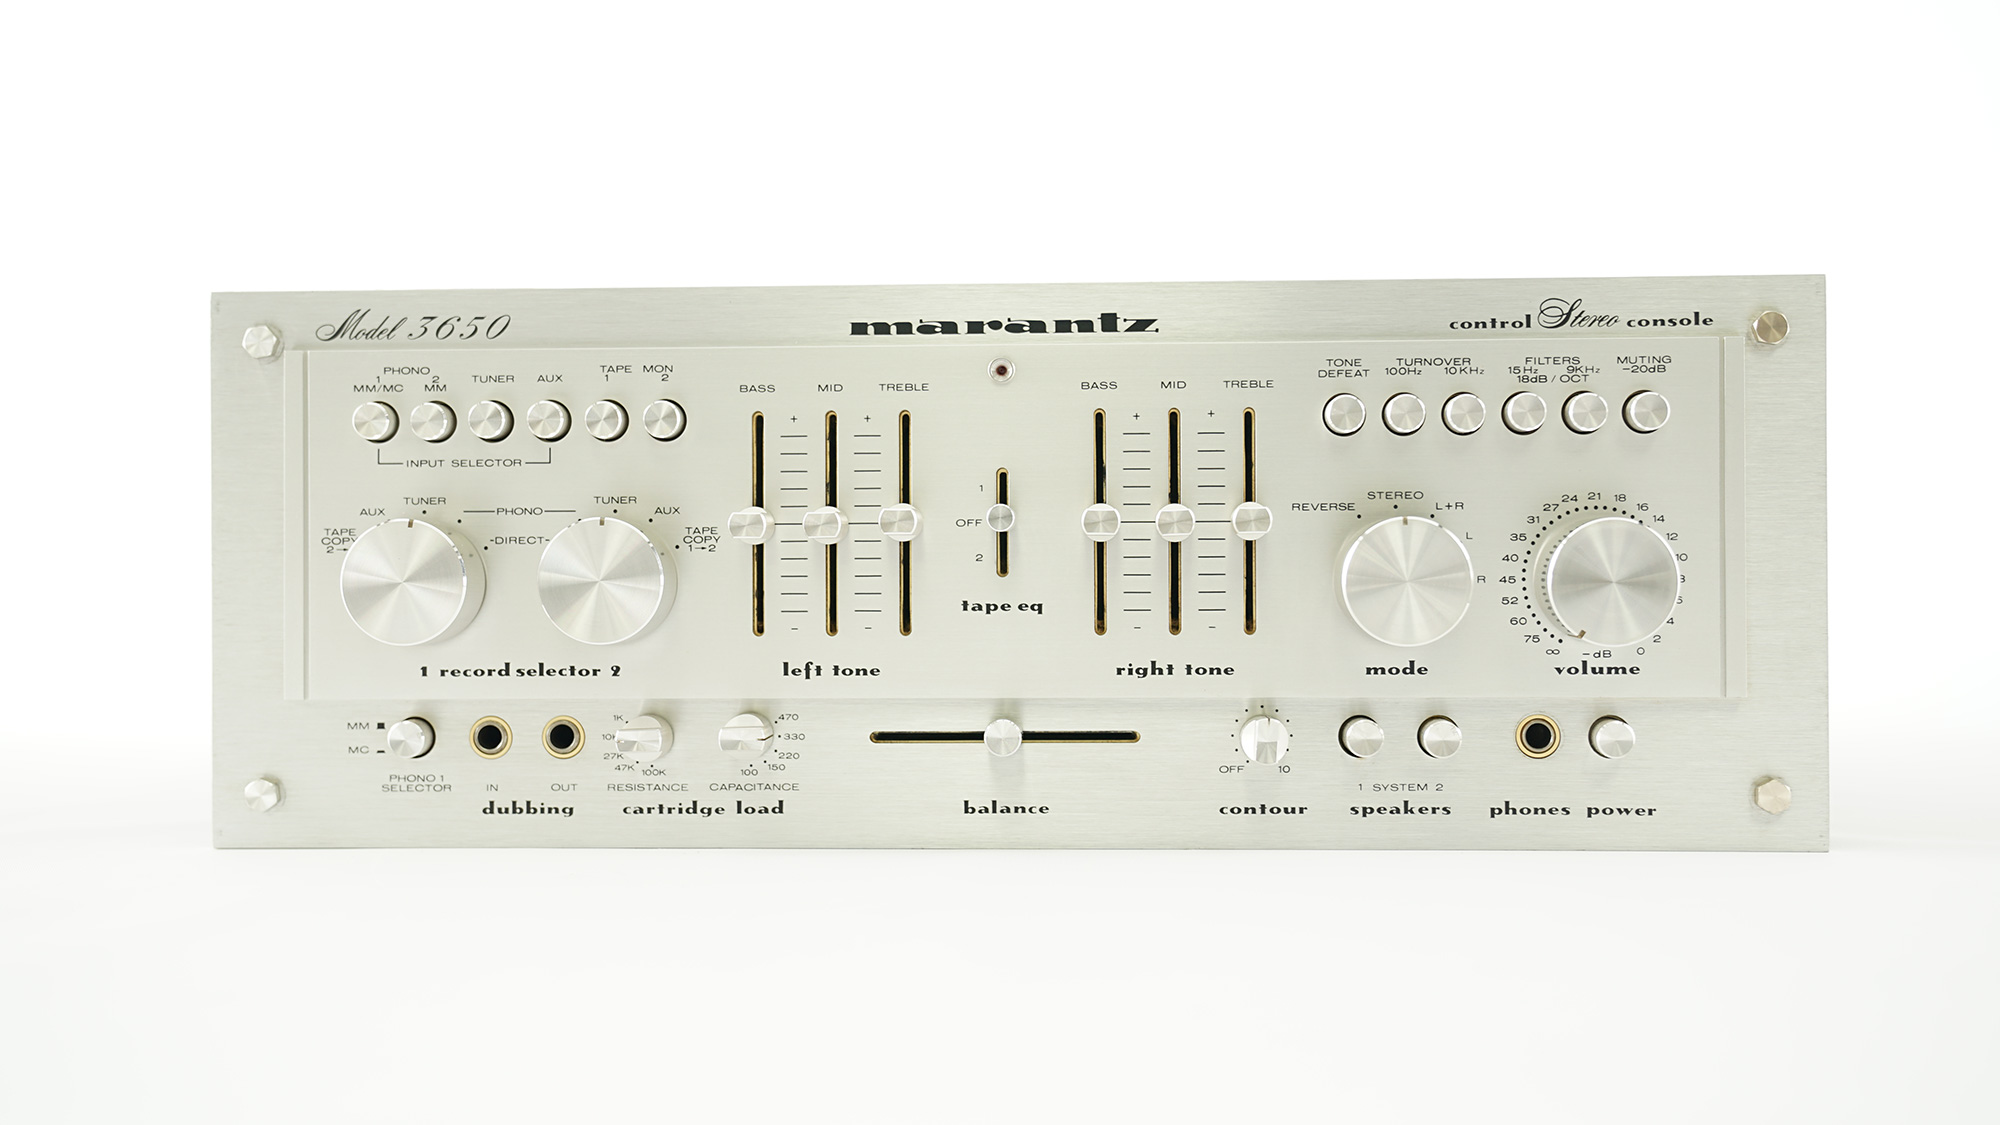 Model 3650
marantz
control Stereo console
PHONO
1 2
MM/MC MM
TUNER
AUX
TAPE MON
1 2
INPUT SELECTOR
BASS MID TREBLE
+ +
- -
BASS MID TREBLE
+ +
- -
TONE
DEFEAT
TURNOVER
100Hz 10KHz
FILTERS
15Hz 9KHz
18dB / OCT
MUTING
-20dB
TAPE
COPY
2→
AUX
TUNER
PHONO
DIRECT
TUNER
AUX
TAPE
COPY
1→2
1
OFF
2
tape eq
REVERSE
STEREO
L+R
L
R
∞ 75 60 52 45 40 35 31 27 24 21 18 16 14 12 10 4 2 0
-dB
1 record selector 2
left tone
right tone
mode
volume
MM
MC
PHONO 1
SELECTOR
IN
OUT
dubbing
1K
27K
47K
100K
RESISTANCE
470
330
220
150
100
CAPACITANCE
cartridge load
balance
OFF 10
contour
1 SYSTEM 2
speakers
phones
power